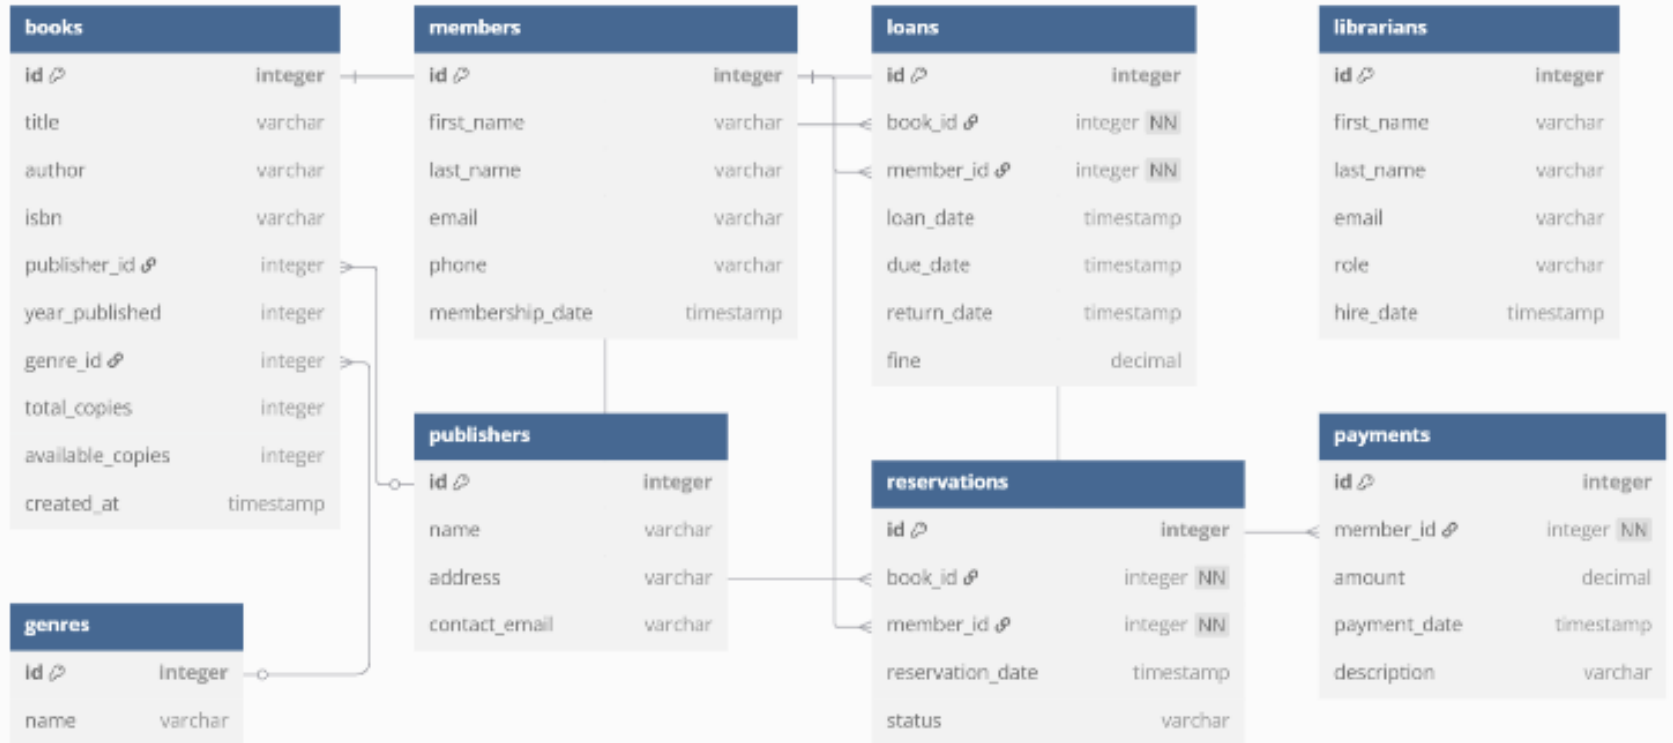 books
id integer
title varchar
author varchar
isbn varchar
publisher_id integer
year_published integer
genre_id integer
total_copies integer
available_copies integer
created_at timestamp
genres
id integer
name varchar
members
id integer
first_name varchar
last_name varchar
email varchar
phone varchar
membership_date timestamp
publishers
id integer
name varchar
address varchar
contact_email varchar
loans
id integer
book_id integer NN
member_id integer NN
loan_date timestamp
due_date timestamp
return_date timestamp
fine decimal
reservations
id integer
book_id integer NN
member_id integer NN
reservation_date timestamp
status varchar
librarians
id integer
first_name varchar
last_name varchar
email varchar
role varchar
hire_date timestamp
payments
id integer
member_id integer NN
amount decimal
payment_date timestamp
description varchar